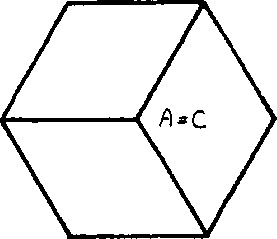 A = C